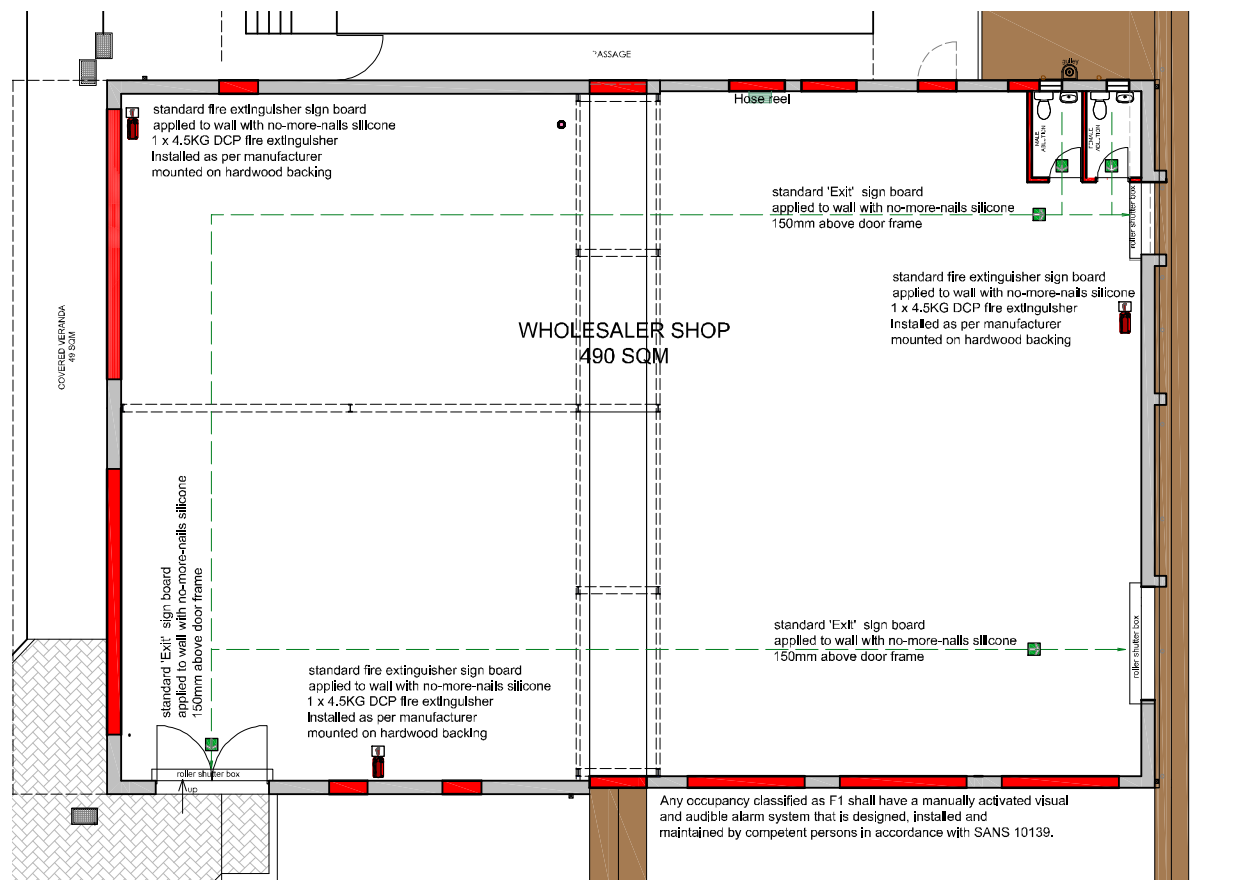 PASSAGE
gulley
standard fire extinguisher sign board
applied to wall with no-more-nails silicone
1 x 4.5KG DCP fire extinguisher
Installed as per manufacturer
mounted on hardwood backing
Hose reel
MALE
ABLUTION
FEMALE
ABLUTION
standard 'Exit' sign board
applied to wall with no-more-nails silicone
150mm above door frame
roller shutter box
standard fire extinguisher sign board
applied to wall with no-more-nails silicone
1 x 4.5KG DCP fire extinguisher
Installed as per manufacturer
mounted on hardwood backing
WHOLESALER SHOP
490 SQM
COVERED VERANDA
49 SQM
standard 'Exit' sign board
applied to wall with no-more-nails silicone
150mm above door frame
standard 'Exit' sign board
applied to wall with no-more-nails silicone
150mm above door frame
roller shutter box
standard fire extinguisher sign board
applied to wall with no-more-nails silicone
1 x 4.5KG DCP fire extinguisher
Installed as per manufacturer
mounted on hardwood backing
roller shutter box
up
Any occupancy classified as F1 shall have a manually activated visual
and audible alarm system that is designed, installed and
maintained by competent persons in accordance with SANS 10139.